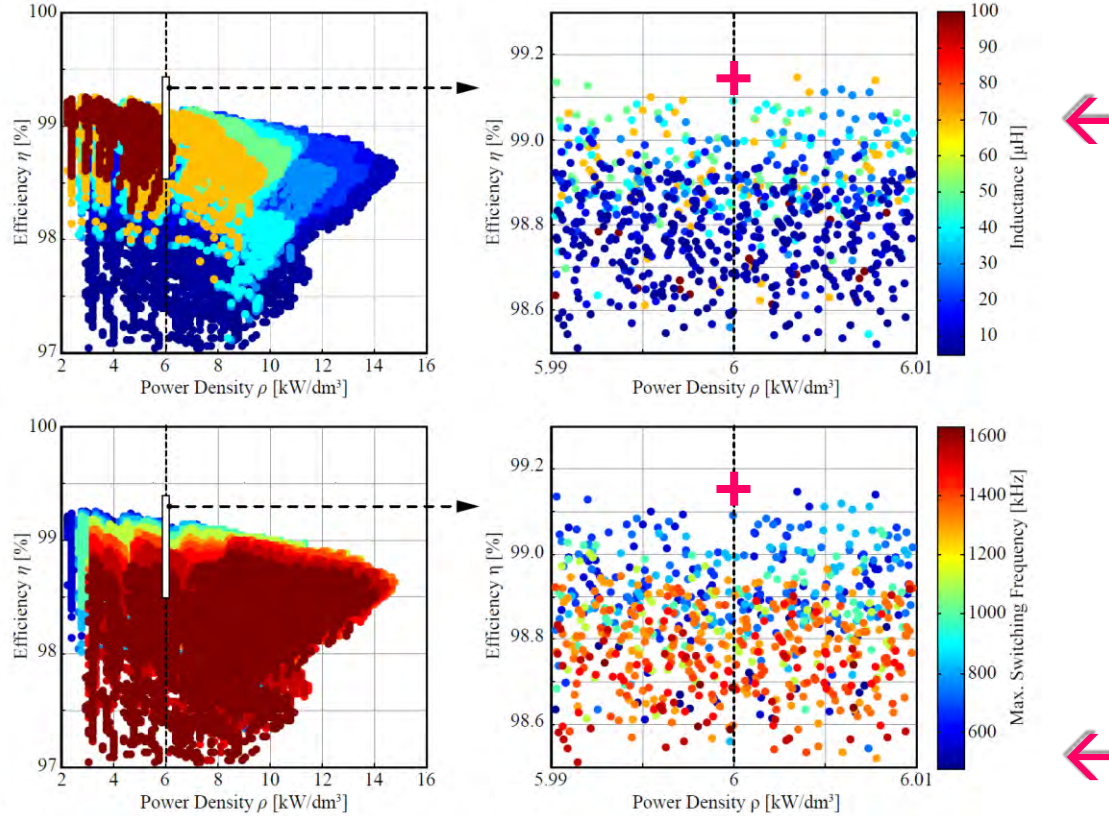 100
99
98
97
Efficiency η [%]
2 4 6 8 10 12 14 16
Power Density ρ [kW/dm³]
99.2
99.0
98.8
98.6
Efficiency η [%]
5.99 6 6.01
Power Density ρ [kW/dm³]
100
90
80
70
60
50
40
30
20
10
Inductance [µH]
100
99
98
97
Efficiency η [%]
2 4 6 8 10 12 14 16
Power Density ρ [kW/dm³]
99.2
99.0
98.8
98.6
Efficiency η [%]
5.99 6 6.01
Power Density ρ [kW/dm³]
1600
1400
1200
1000
800
600
Max. Switching Frequency [kHz]